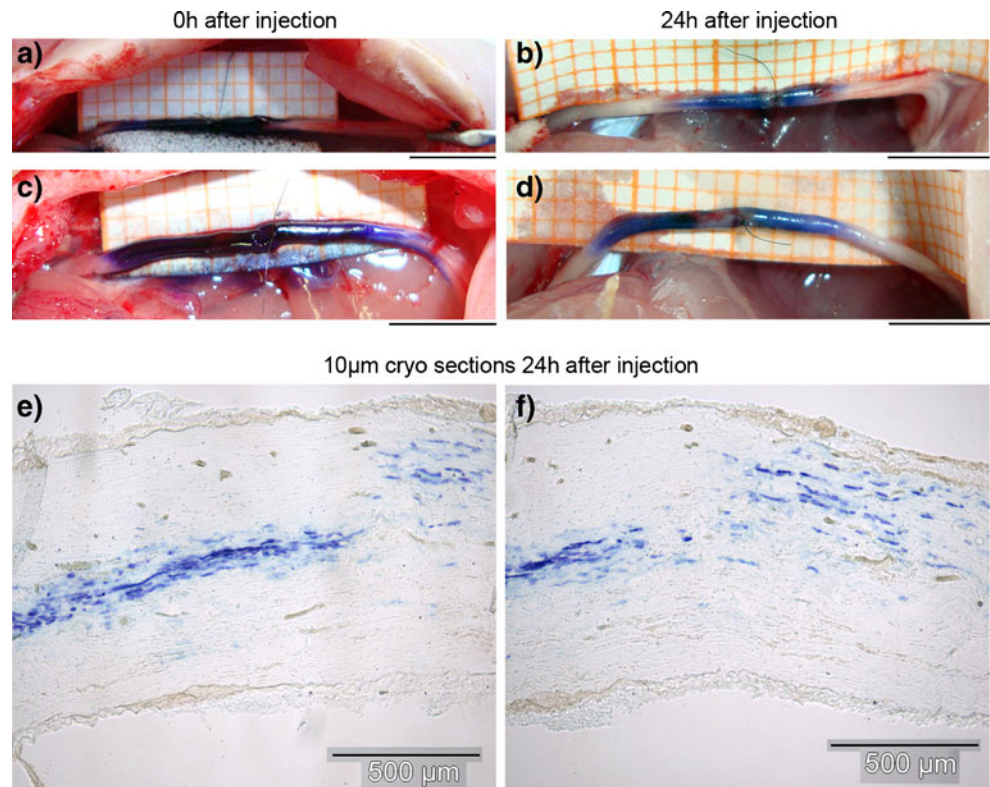 0h after injection
24h after injection
a)
b)
c)
d)
10µm cryo sections 24h after injection
e)
f)
500 µm
500 µm